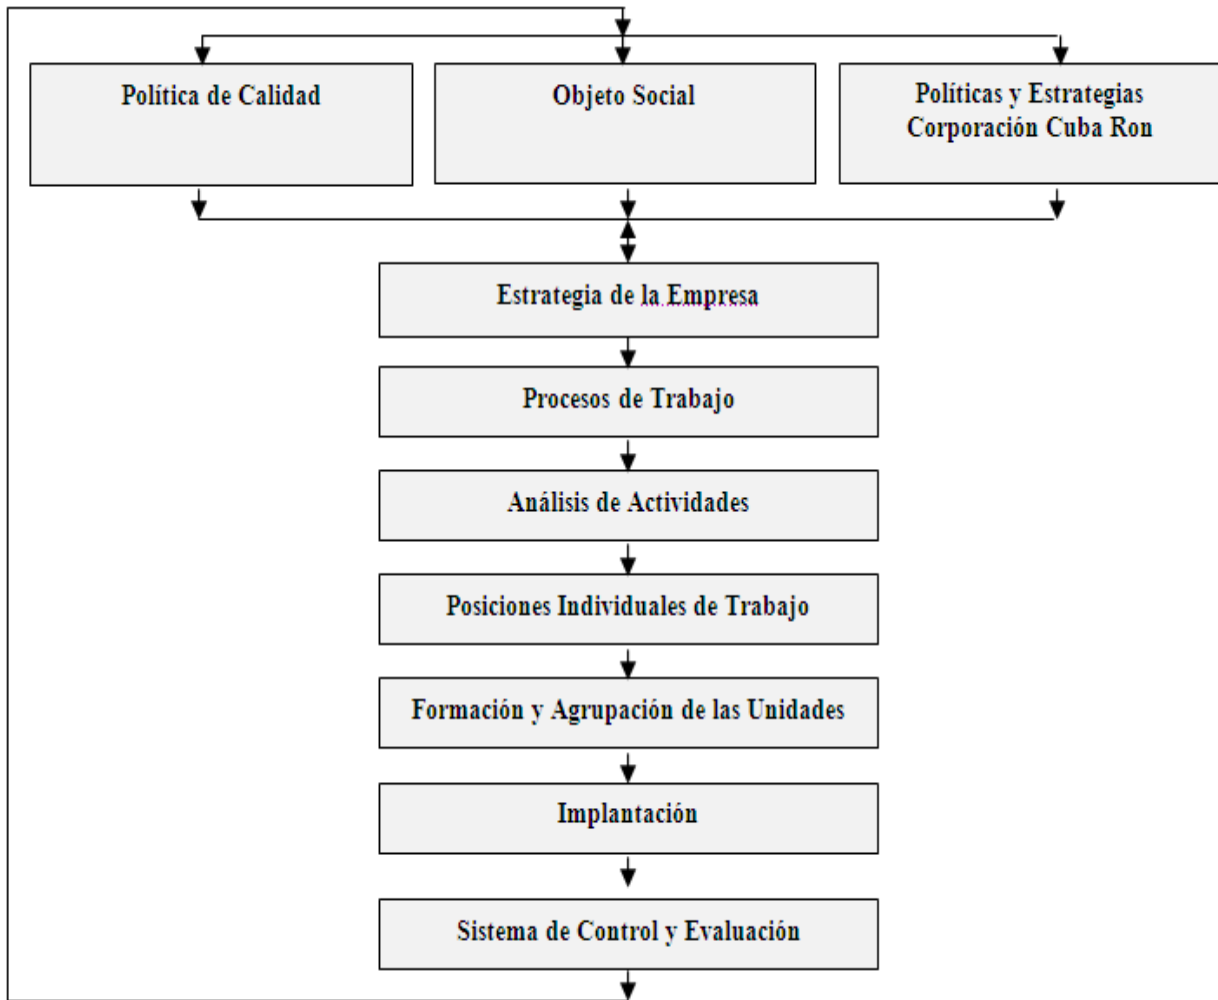 Política de Calidad
Objeto Social
Políticas y Estrategias
Corporación Cuba Ron
Estrategia de la Empresa
Procesos de Trabajo
Análisis de Actividades
Posiciones Individuales de Trabajo
Formación y Agrupación de las Unidades
Implantación
Sistema de Control y Evaluación